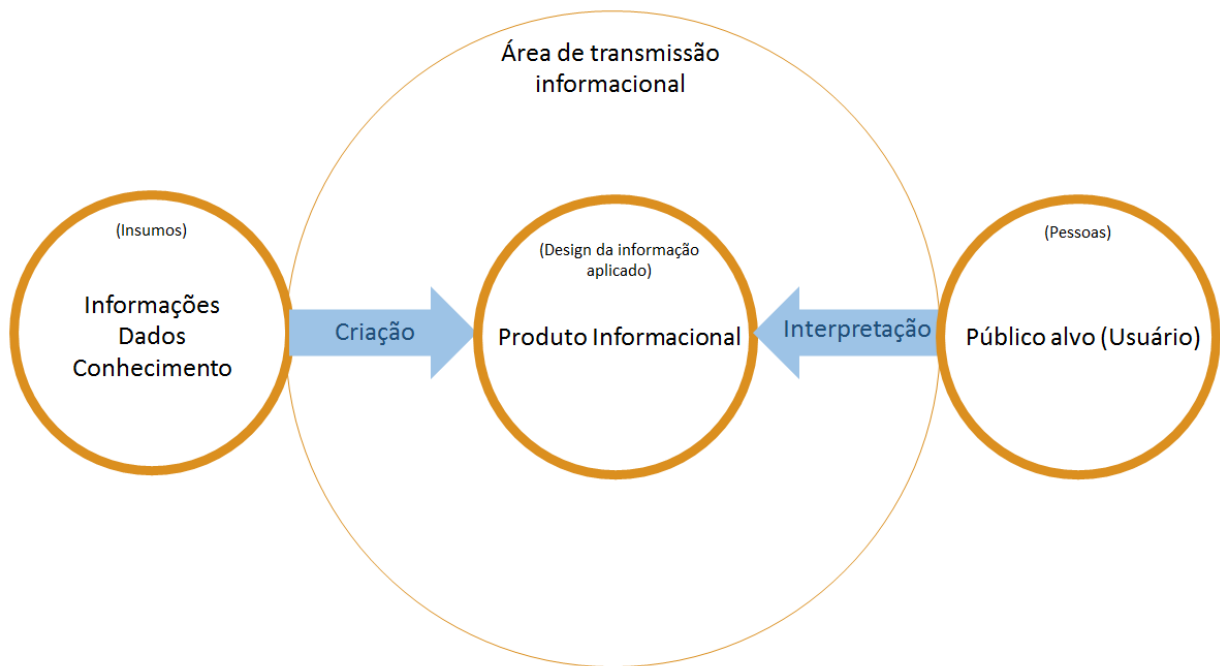 Área de transmissão
informacional
(Insumos)
Informações
Dados
Conhecimento
Criação
(Design da informação
aplicado)
Produto Informacional
Interpretação
(Pessoas)
Público alvo (Usuário)